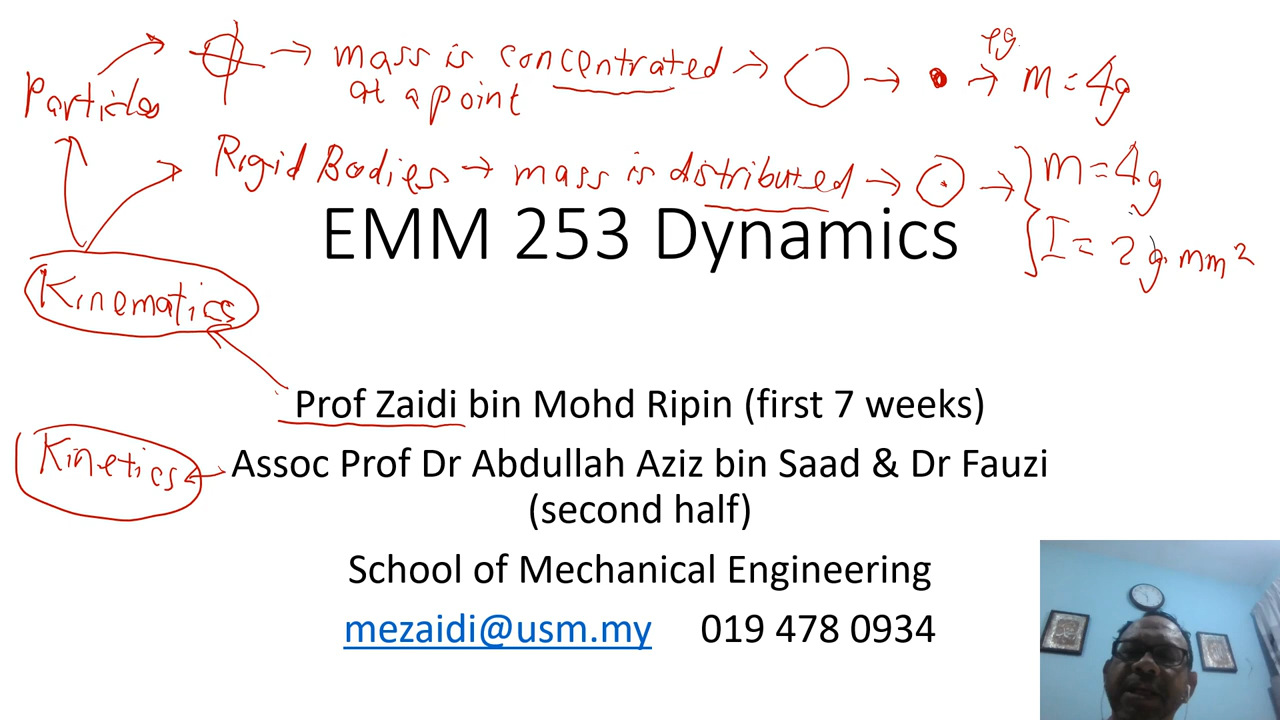 eg.
Particles → mass is concentrated → → → m = 4g
at a point
Rigid Bodies → mass is distributed → → m = 4g
EMM 253 Dynamics
I = 2g.mm²
Kinematics
Prof Zaidi bin Mohd Ripin (first 7 weeks)
Kinetics
Assoc Prof Dr Abdullah Aziz bin Saad & Dr Fauzi
(second half)
School of Mechanical Engineering
mezaidi@usm.my 019 478 0934